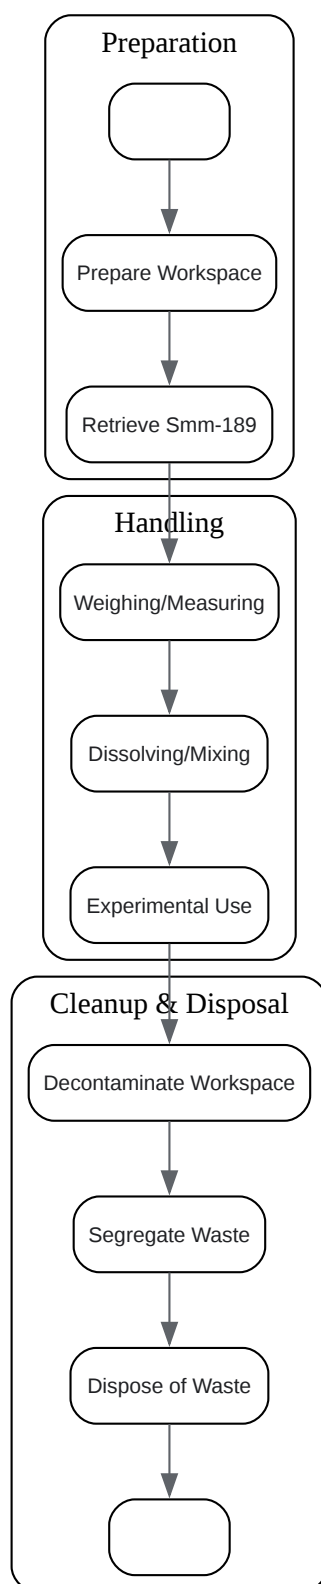 Preparation
Prepare Workspace
Retrieve Smm-189
Handling
Weighing/Measuring
Dissolving/Mixing
Experimental Use
Cleanup & Disposal
Decontaminate Workspace
Segregate Waste
Dispose of Waste